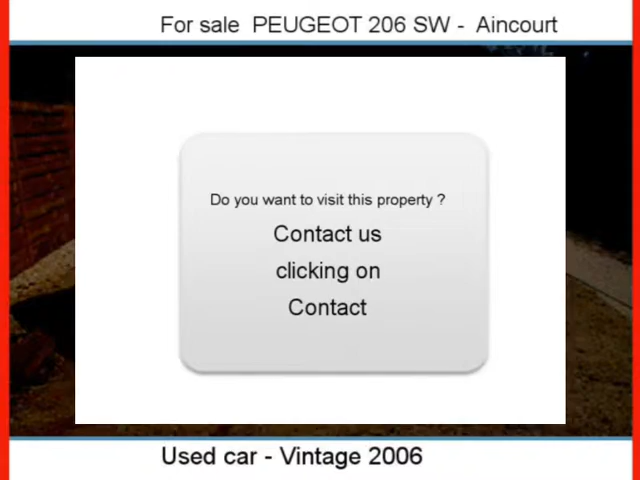 For sale PEUGEOT 206 SW - Aincourt
Do you want to visit this property ?
Contact us
clicking on
Contact
Used car - Vintage 2006